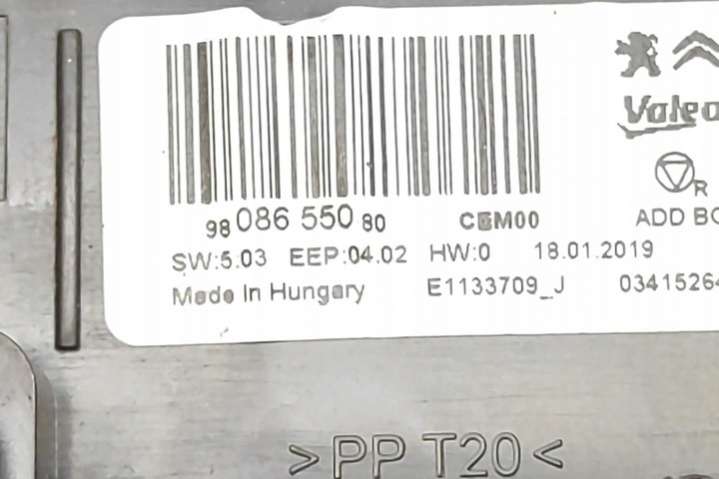 Valeo
R
98 086 550 80 CEM00 ADD BO
SW:5.03 EEP:04.02 HW:0 18.01.2019
Made In Hungary E1133709_J 03415264
>PP T20<